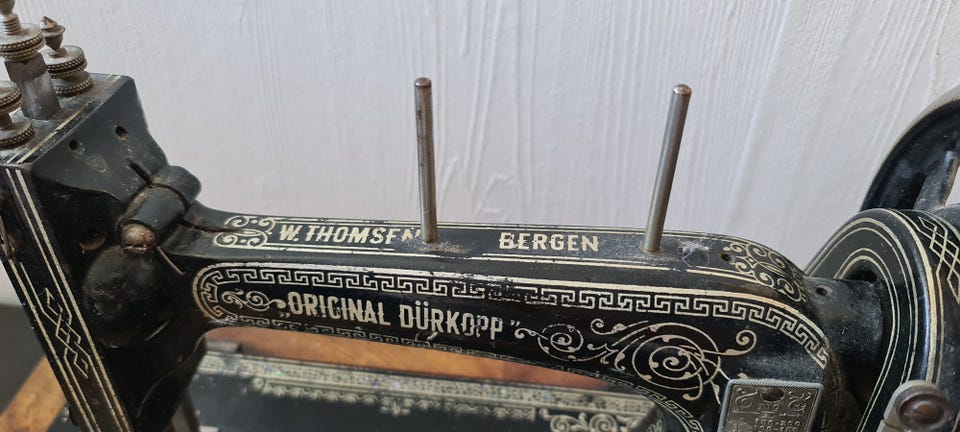 W. THOMSEN BERGEN
„ORIGINAL DÜRKOPP"